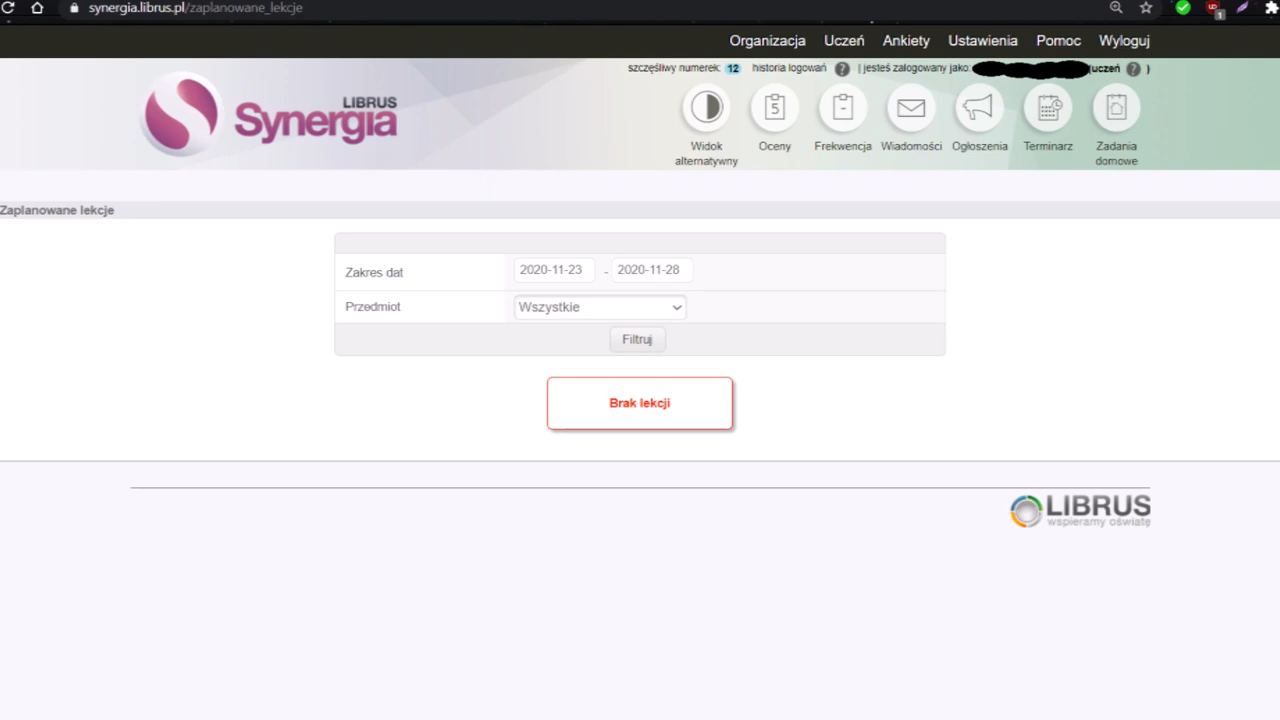 synergia.librus.pl/zaplanowane_lekcje
1
Organizacja Uczeń Ankiety Ustawienia Pomoc Wyloguj
szczęśliwy numerek: 12 historia logowań ? | jesteś zalogowany jako: (uczeń ? )
LIBRUS
Synergia
5
Widok alternatywny
Oceny
Frekwencja
Wiadomości
Ogłoszenia
Terminarz
Zadania domowe
Zaplanowane lekcje
Zakres dat 2020-11-23 - 2020-11-28
Przedmiot Wszystkie
Filtruj
Brak lekcji
LIBRUS
wspieramy oświatę